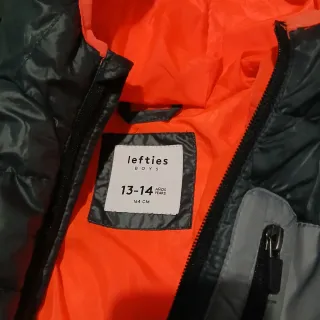 lefties
BOYS
13-14 AÑOS
YEARS
164 CM